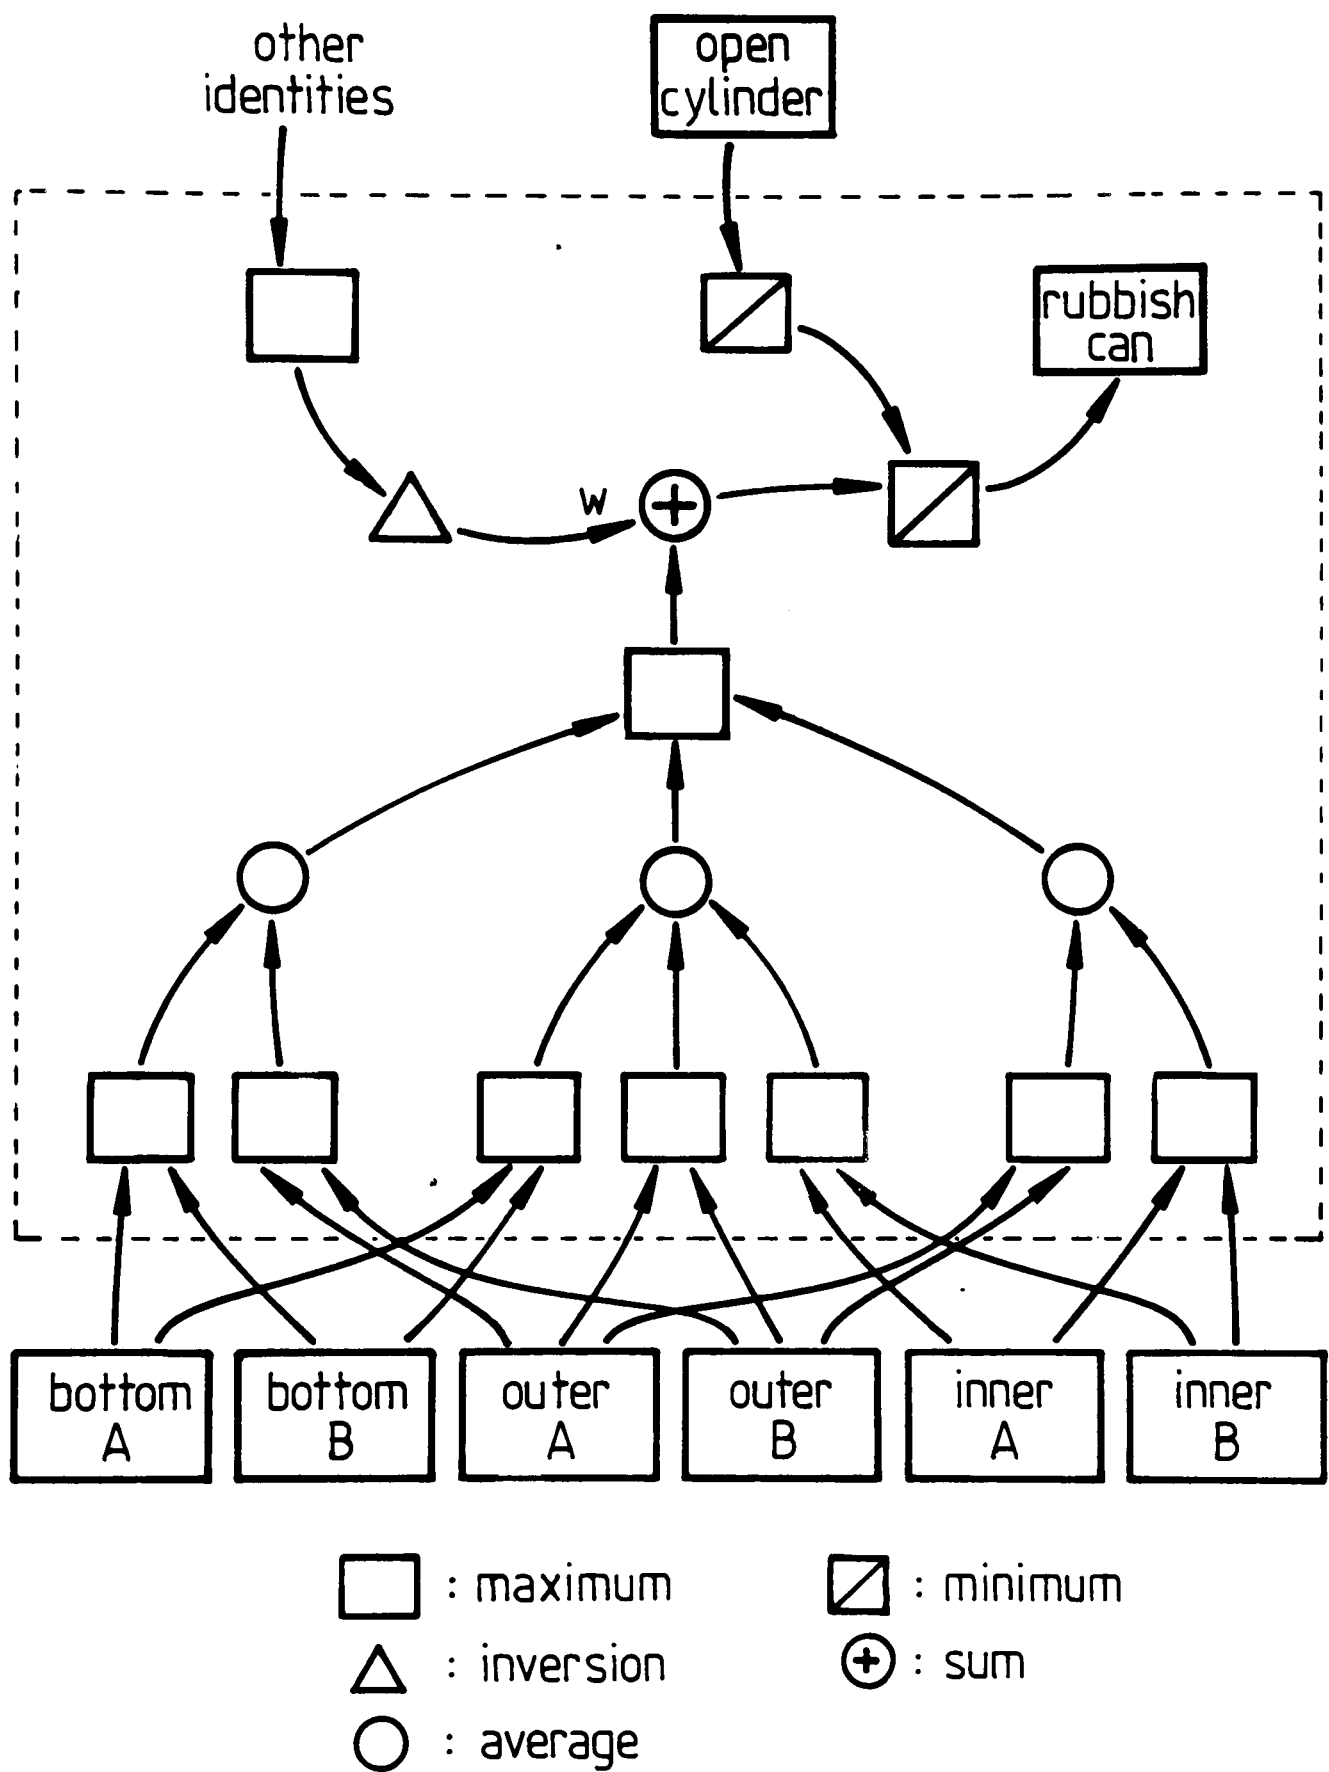 other
identities
open
cylinder
rubbish
can
w
+
bottom
A
bottom
B
outer
A
outer
B
inner
A
inner
B
: maximum
: minimum
: inversion
+ : sum
: average